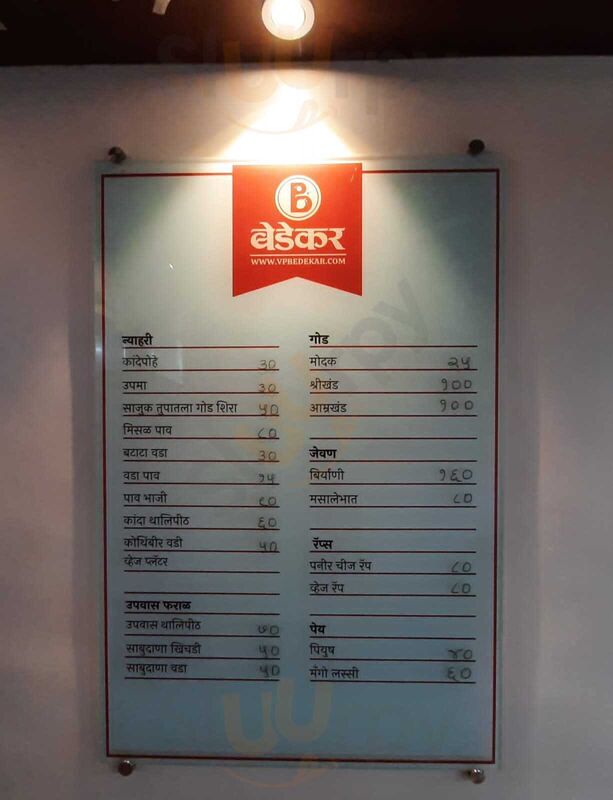 B
बेडेकर
WWW.VPBEDEKAR.COM
न्याहरी
कांदेपोहे ३०
उपमा ३०
साजुक तुपातला गोड शिरा ५०
मिसळ पाव ८०
बटाटा वडा ३०
वडा पाव १५
पाव भाजी ८०
कांदा थालिपीठ ६०
कोथिंबीर वडी ५०
व्हेज प्लॅटर
उपवास फराळ
उपवास थालिपीठ ७०
साबुदाणा खिचडी ५०
साबुदाणा वडा ५०
गोड
मोदक २५
श्रीखंड १००
आम्रखंड १००
जेवण
बिर्याणी १६०
मसालेभात ८०
रॅप्स
पनीर चीज रॅप ८०
व्हेज रॅप ८०
पेय
पियुष ४०
मँगो लस्सी ६०